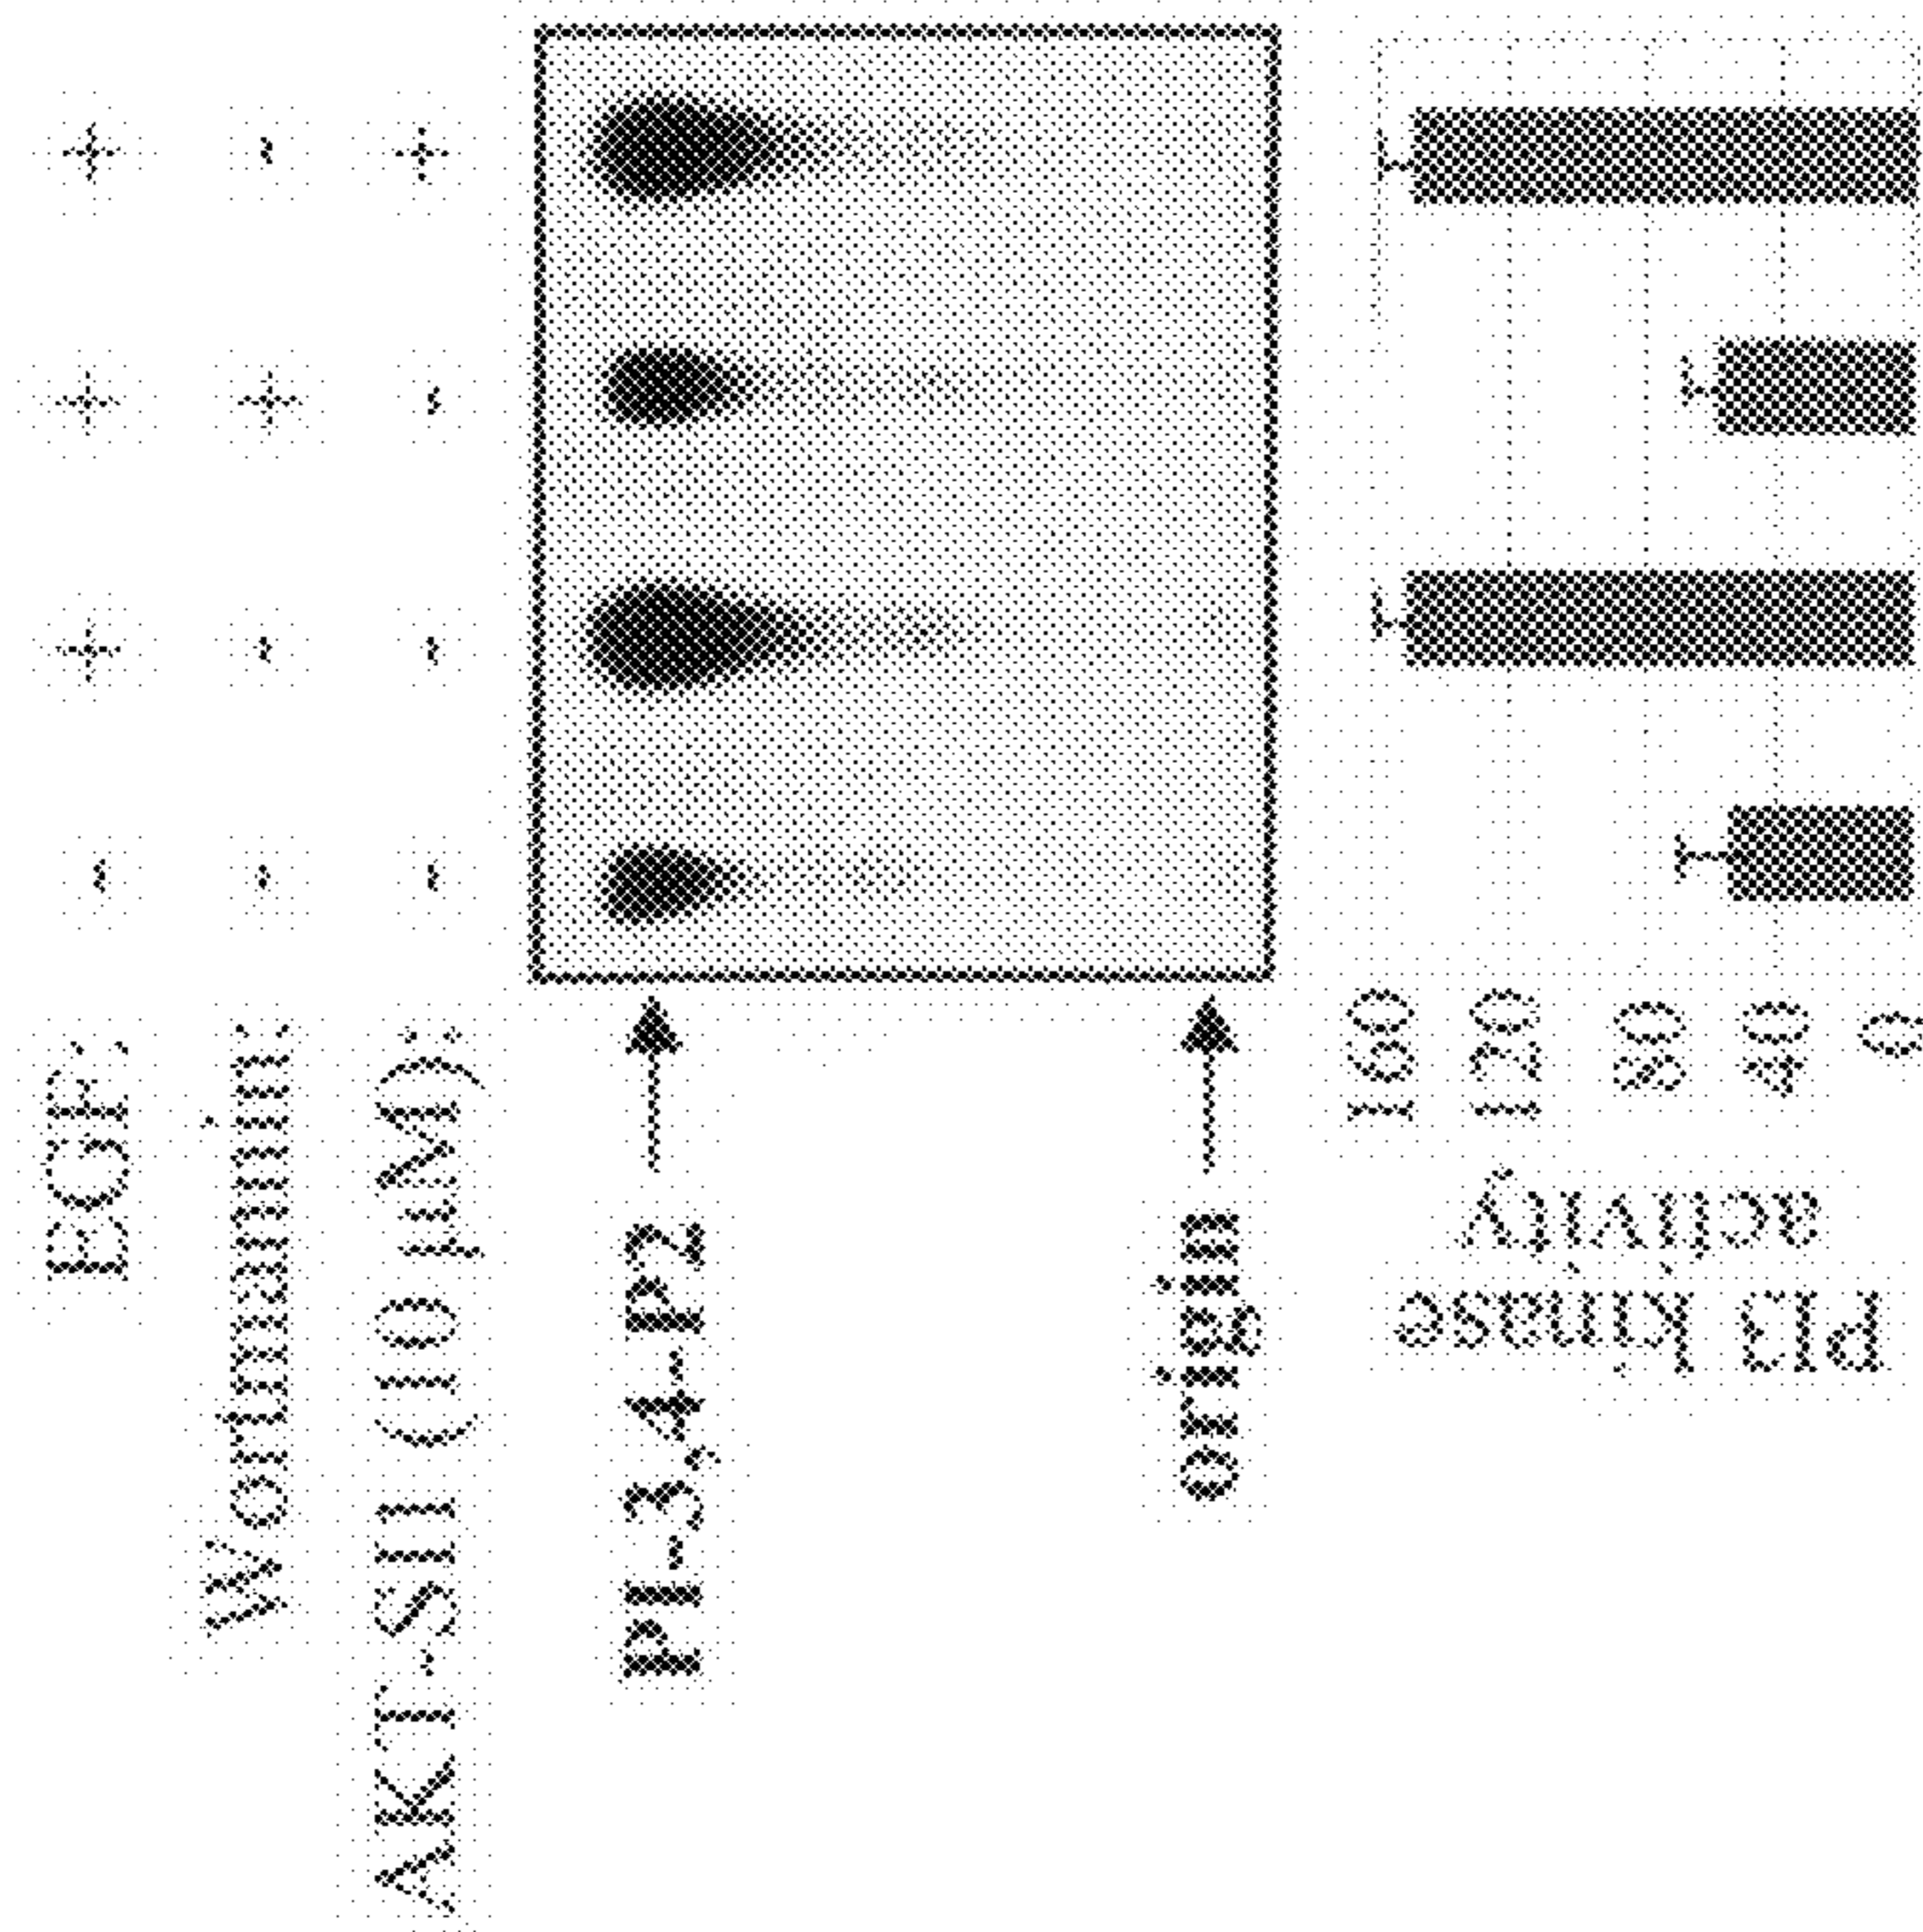 EGF:
- + + +
Wortmannin:
- - + -
AKT-SII (10 µM):
- - - +
PI-3,4-P2
origin
160
120
80
40
0
PI3 kinase
activity